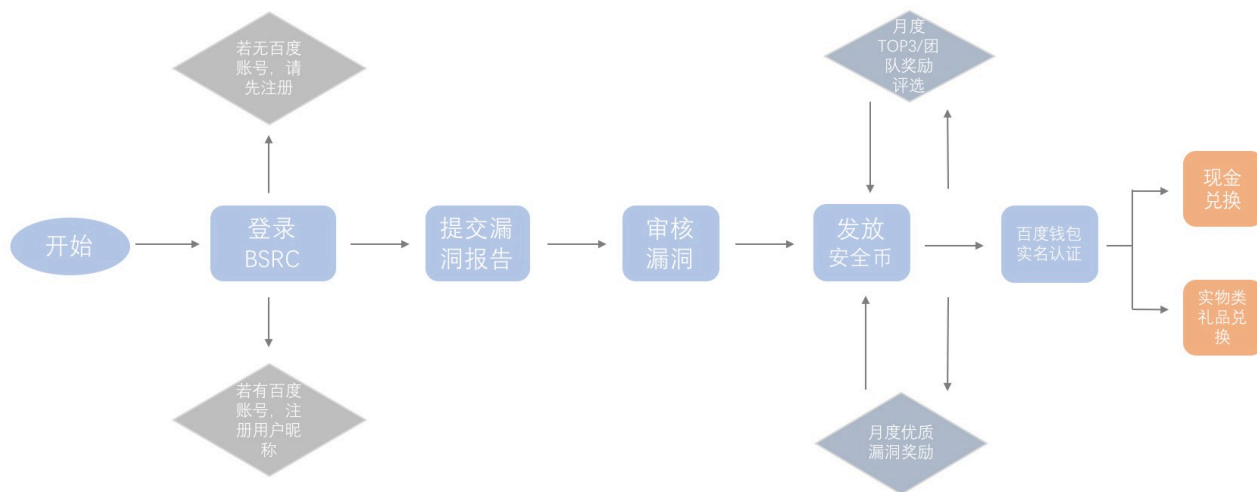 若无百度
账号，请
先注册
月度
TOP3/团
队奖励
评选
开始
登录
BSRC
提交漏
洞报告
审核
漏洞
发放
安全币
百度钱包
实名认证
现金
兑换
实物类
礼品兑
换
若有百度
账号，注
册用户昵
称
月度优质
漏洞奖励